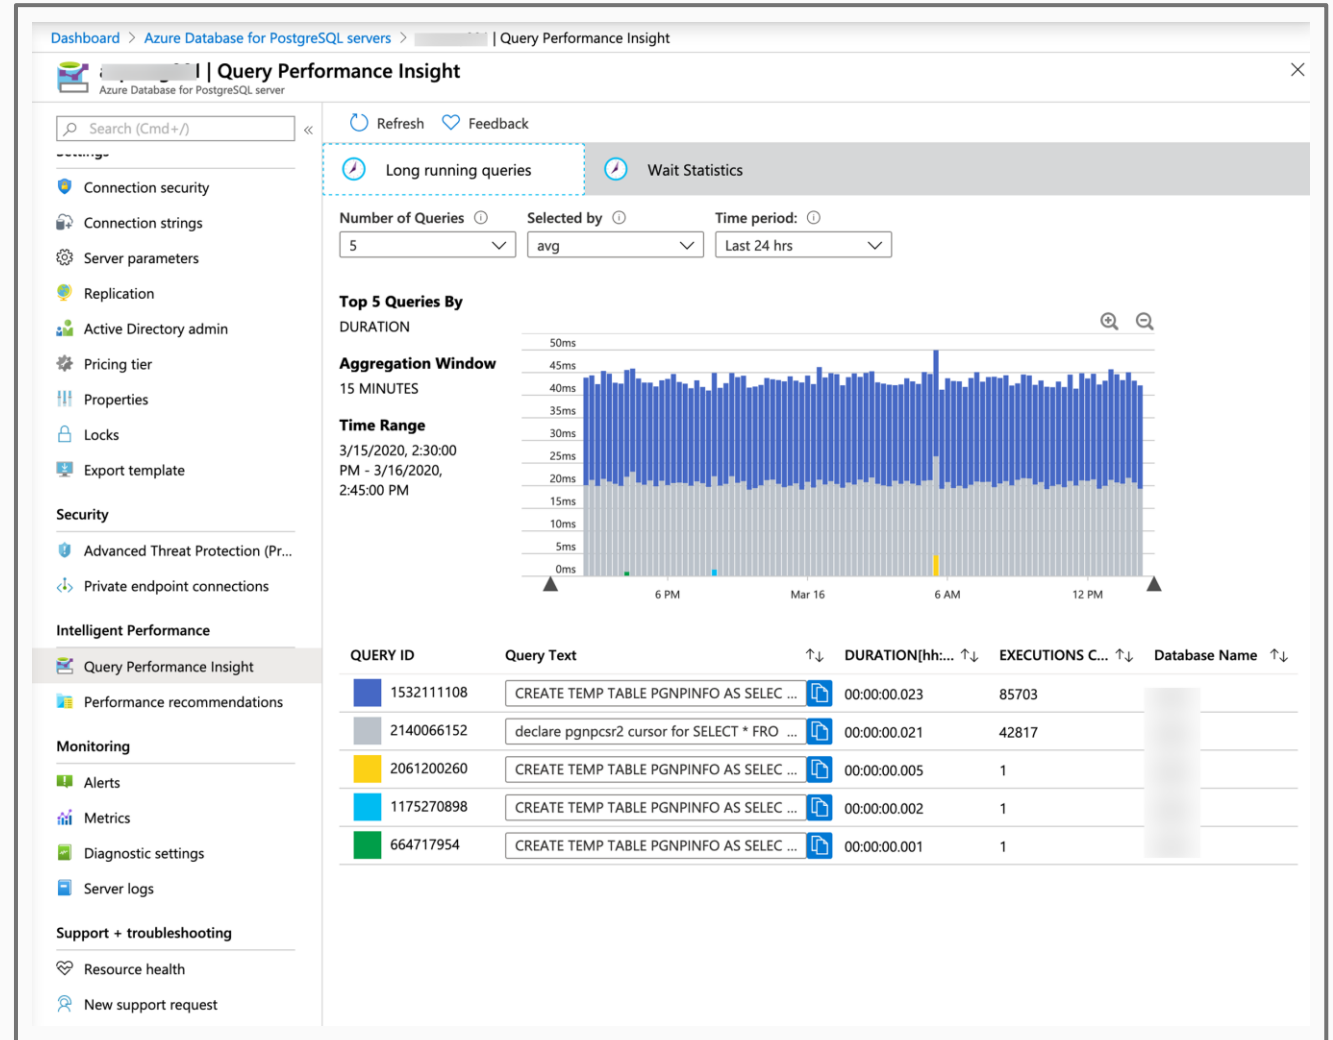 Dashboard > Azure Database for PostgreSQL servers > | Query Performance Insight
| Query Performance Insight
Azure Database for PostgreSQL server
Search (Cmd+/)
«
Refresh
Feedback
Settings
Long running queries
Wait Statistics
Connection security
Connection strings
Server parameters
Replication
Active Directory admin
Pricing tier
Properties
Locks
Export template
Security
Advanced Threat Protection (Pr...
Private endpoint connections
Intelligent Performance
Query Performance Insight
Performance recommendations
Monitoring
Alerts
Metrics
Diagnostic settings
Server logs
Support + troubleshooting
Resource health
New support request
Number of Queries
Selected by
Time period:
5
avg
Last 24 hrs
Top 5 Queries By
DURATION
Aggregation Window
15 MINUTES
Time Range
3/15/2020, 2:30:00
PM - 3/16/2020,
2:45:00 PM
50ms
45ms
40ms
35ms
30ms
25ms
20ms
15ms
10ms
5ms
0ms
6 PM
Mar 16
6 AM
12 PM
QUERY ID Query Text ↑↓ DURATION[hh:... ↑↓ EXECUTIONS C... ↑↓ Database Name ↑↓
1532111108 CREATE TEMP TABLE PGNPINFO AS SELEC ... 00:00:00.023 85703
2140066152 declare pgnpcsr2 cursor for SELECT * FRO ... 00:00:00.021 42817
2061200260 CREATE TEMP TABLE PGNPINFO AS SELEC ... 00:00:00.005 1
1175270898 CREATE TEMP TABLE PGNPINFO AS SELEC ... 00:00:00.002 1
664717954 CREATE TEMP TABLE PGNPINFO AS SELEC ... 00:00:00.001 1